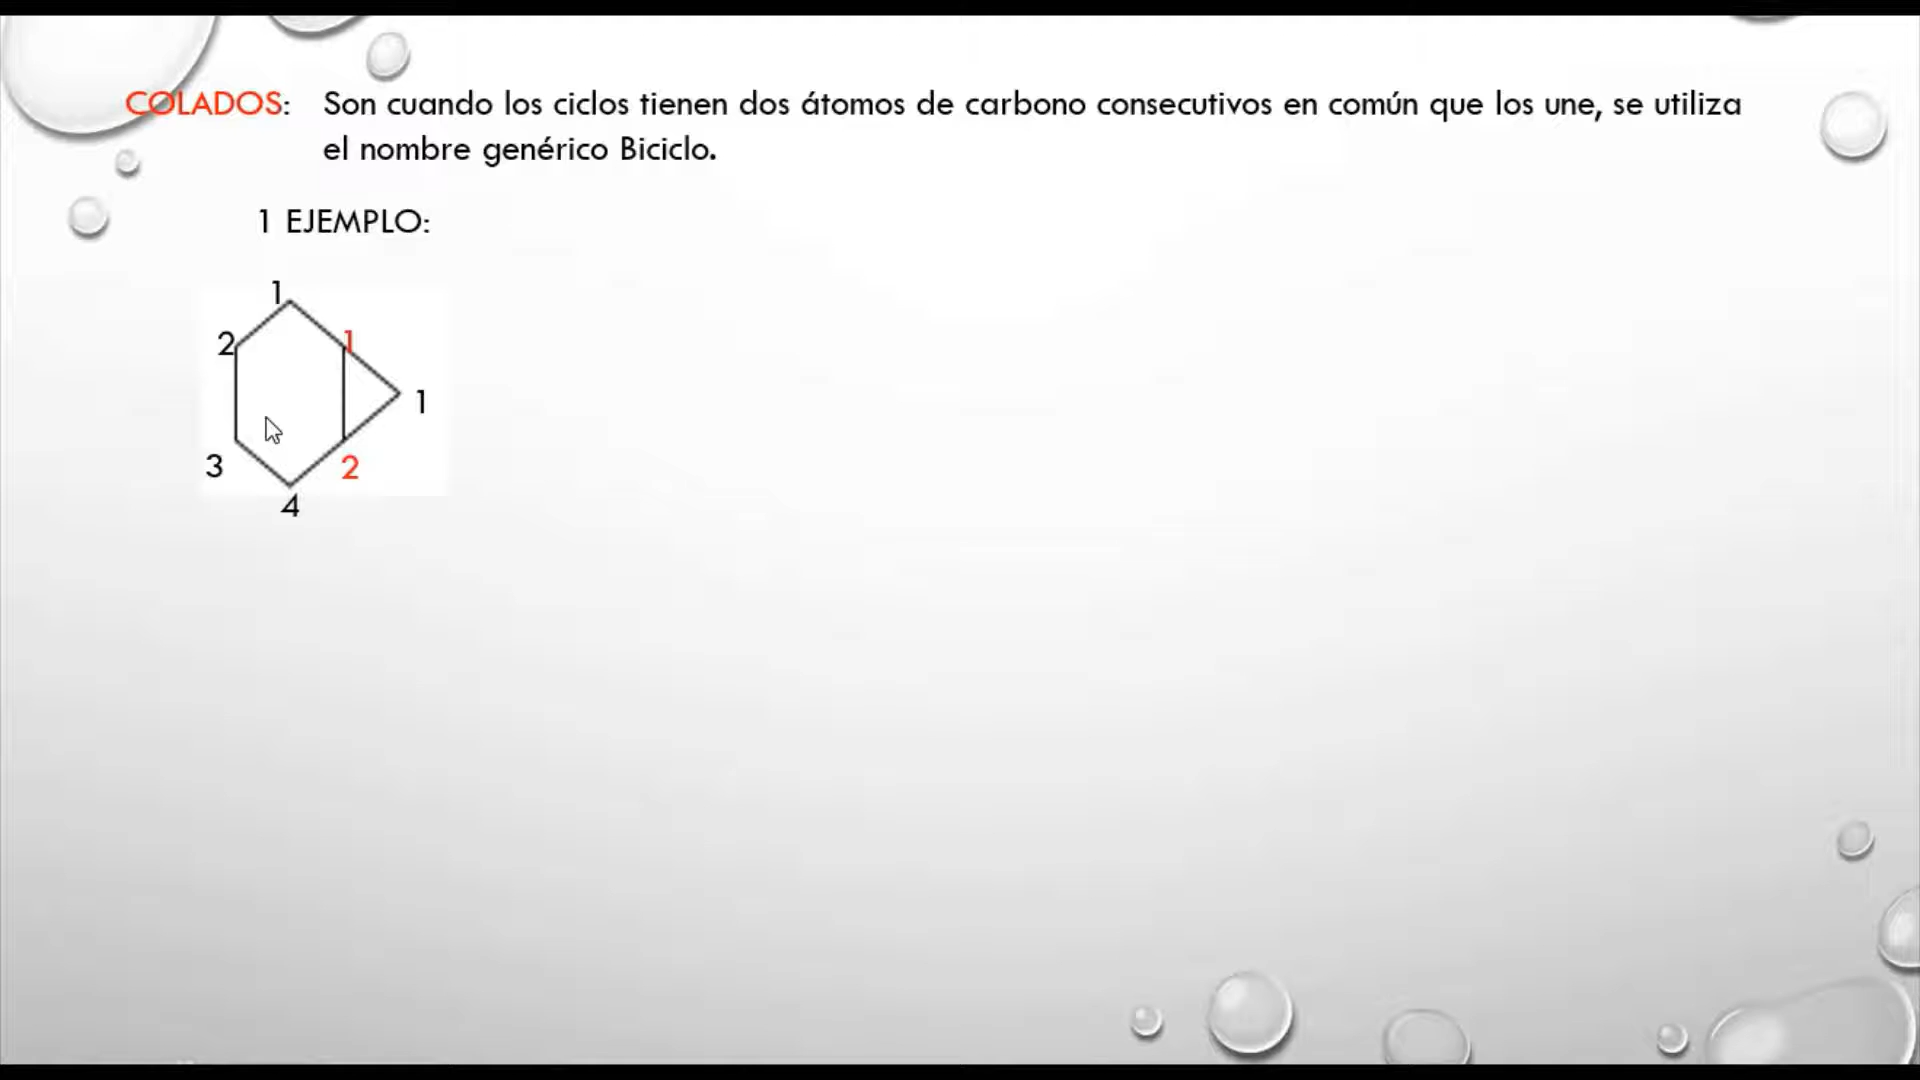 COLADOS: Son cuando los ciclos tienen dos átomos de carbono consecutivos en común que los une, se utiliza
el nombre genérico Biciclo.
1 EJEMPLO:
1
2 1
1
3 2
4